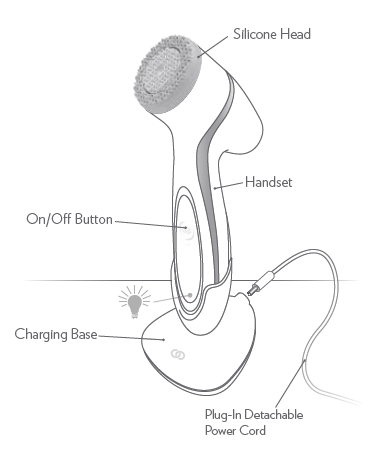 Silicone Head
Handset
On/Off Button
Charging Base
Plug-In Detachable
Power Cord